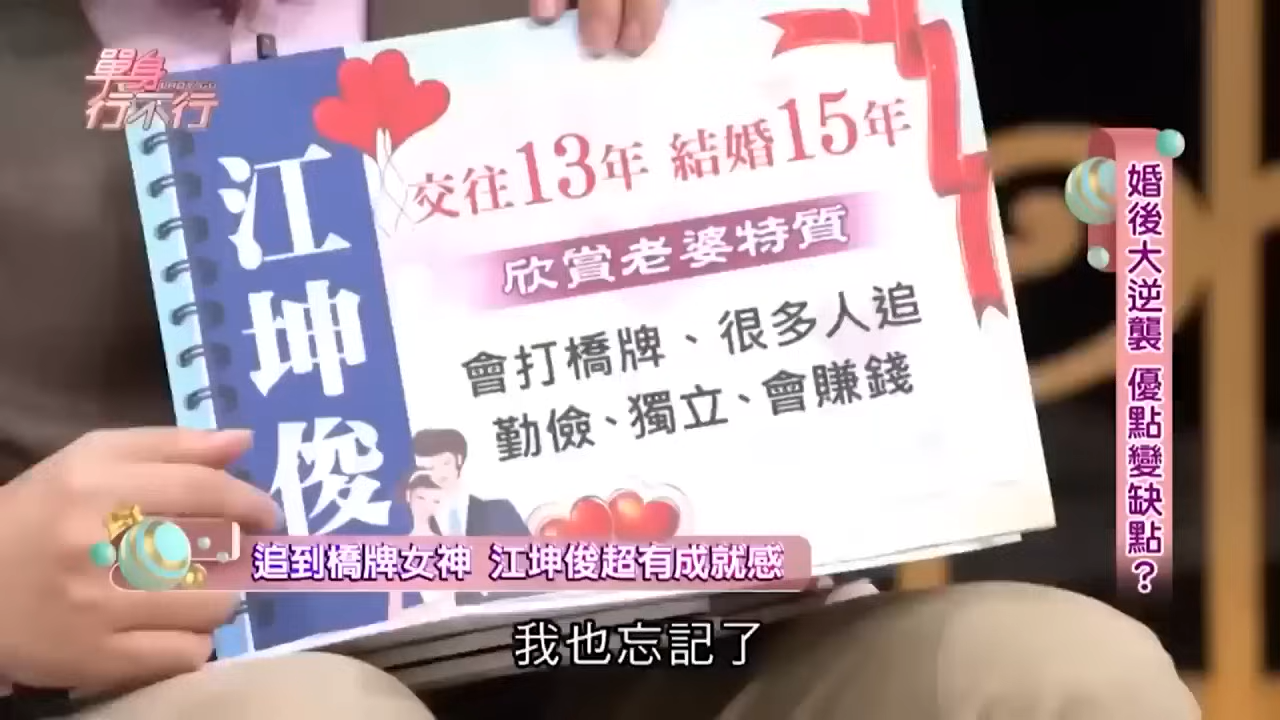 單身
行不行
江坤俊
交往13年 結婚15年
欣賞老婆特質
會打橋牌、很多人追
勤儉、獨立、會賺錢
婚後大逆襲 優點變缺點？
追到橋牌女神 江坤俊超有成就感
我也忘記了